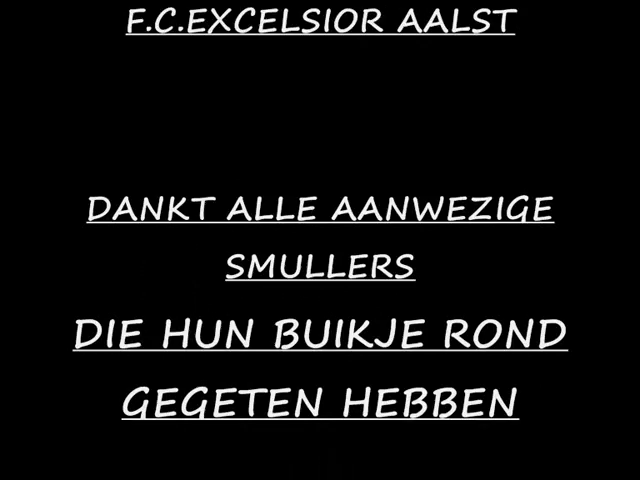 F.C.EXCELSIOR AALST
DANKT ALLE AANWEZIGE
SMULLERS
DIE HUN BUIKJE ROND
GEGETEN HEBBEN